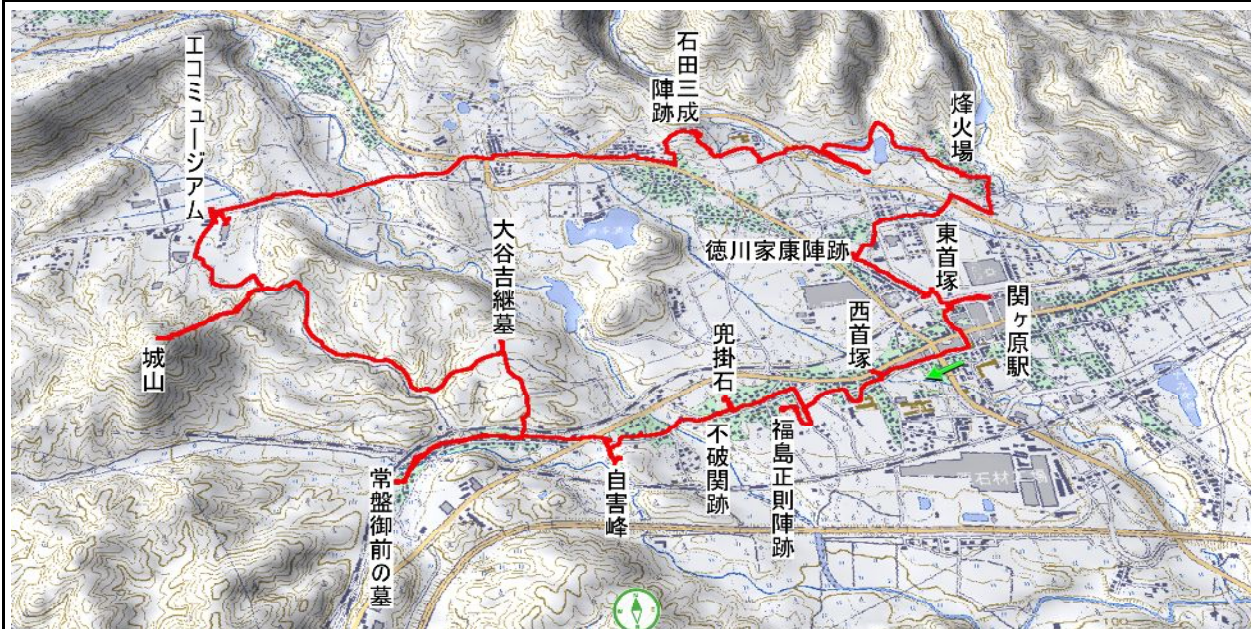 石田三成
陣跡
エコミュージアム
烽火場
大谷吉継墓
徳川家康陣跡
東首塚
関ヶ原駅
西首塚
兜掛石
城山
不破関跡
福島正則陣跡
自害峰
常盤御前の墓